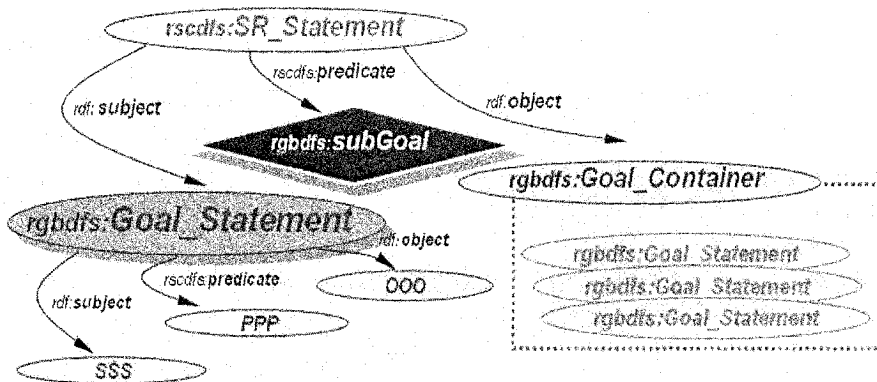 rscdfs:SR_Statement
rscdfs:predicate
rdf: subject
rdf:object
rgbdfs:subGoal
rgbdfs:Goal_Container
rgbdfs:Goal_Statement
rdf:object
rgbdfs:Goal_Statement
rscdfs:predicate
OOO
rgbdfs:Goal_Statement
rdf:subject
rgbdfs:Goal_Statement
PPP
SSS